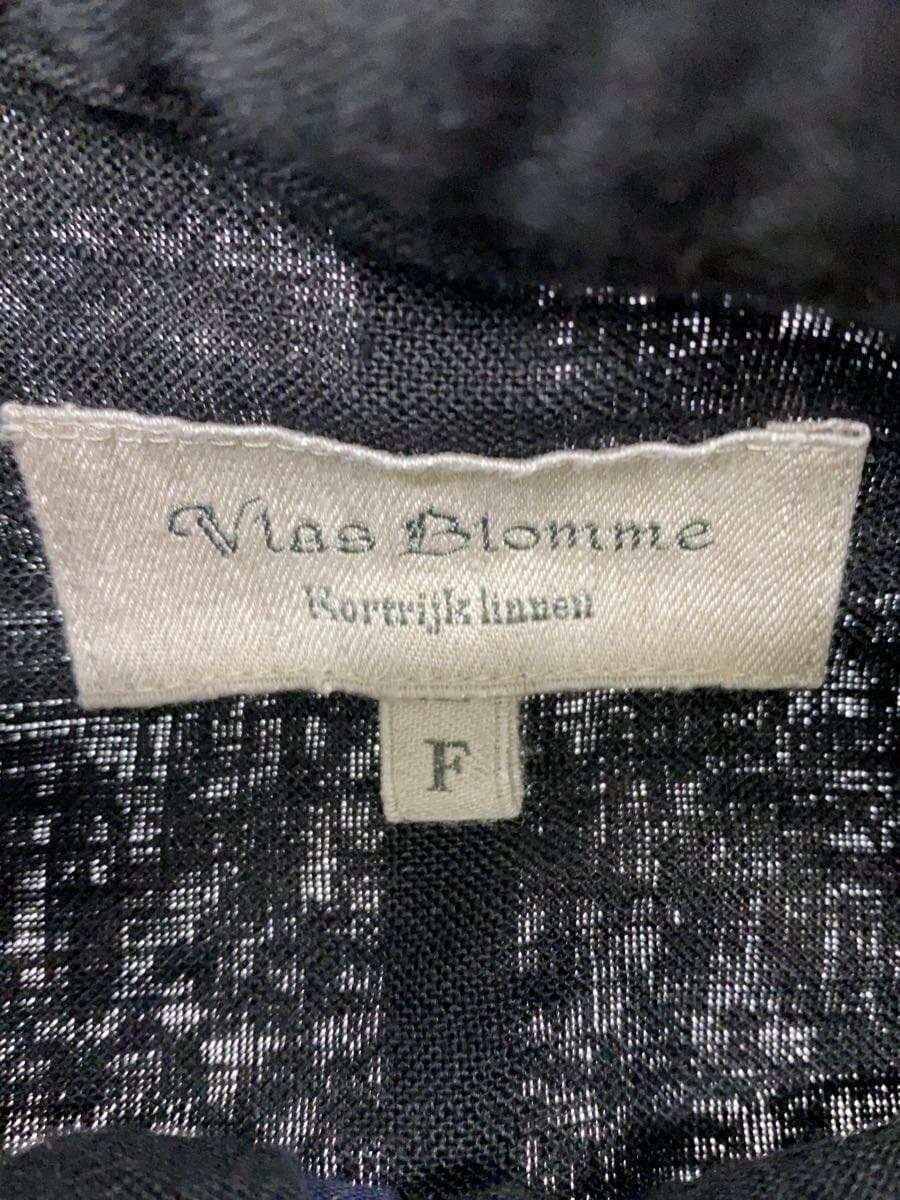 Vlas Blomme
Kortrijk linnen
F